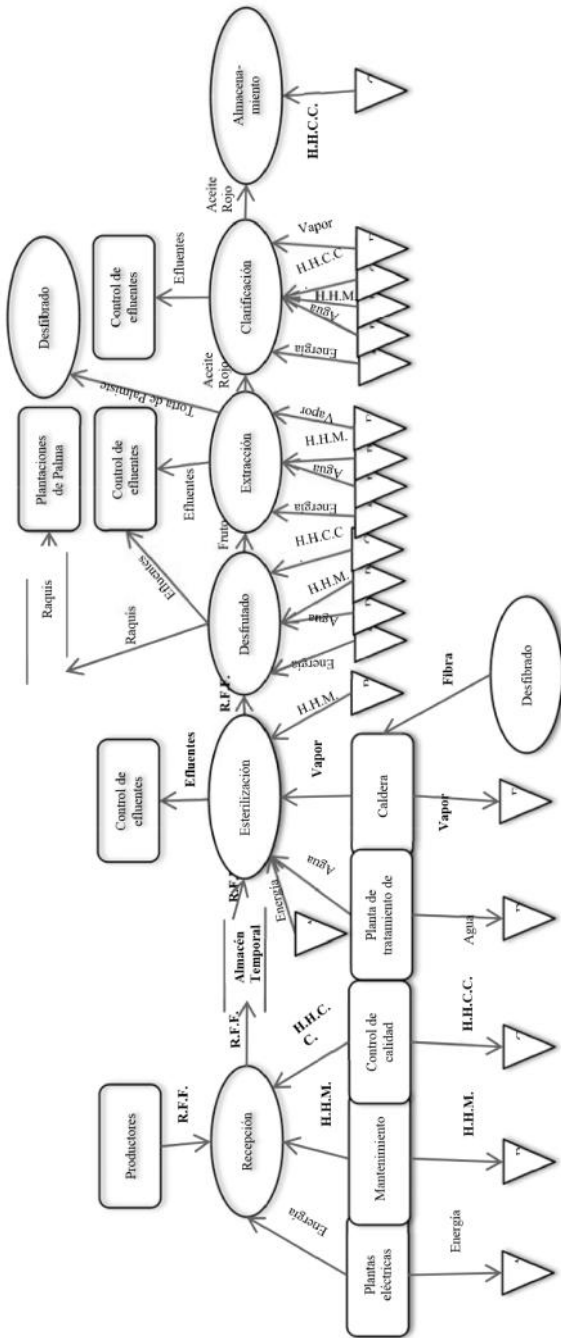 Productores
R.F.F.
Recepción
R.F.F.
Almacén
Temporal
R.F.F.
Energía
H.H.M.
H.H.C.
C.
Plantas
eléctricas
Mantenimiento
Control de
calidad
Planta de
tratamiento de
Caldera
Energía
H.H.M.
H.H.C.C.
Agua
Vapor
Fibra
Desfibrado
Control de
efluentes
Efluentes
Esterilización
Energía
Agua
Vapor
H.H.M.
R.F.F.
Raquis
Plantaciones
de Palma
Raquis
Efluentes
Control de
efluentes
Desfrutado
Energía
Agua
H.H.M.
H.H.C.C
Fruto
Efluentes
Extracción
Energía
Agua
H.H.M.
Vapor
Torta de Palmiste
Desfibrado
Aceite
Rojo
Control de
efluentes
Efluentes
Clarificación
Energía
Agua
H.H.M.
H.H.C.C
Vapor
Aceite
Rojo
Almacena-
miento
H.H.C.C.